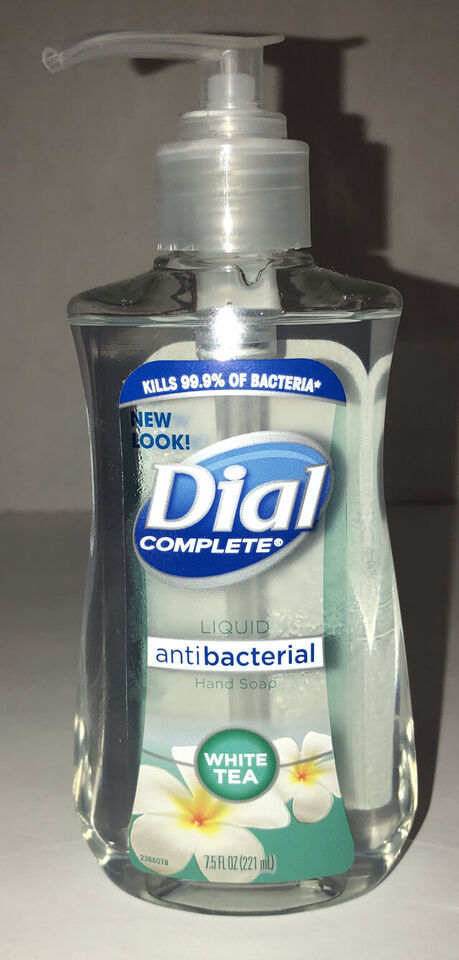 KILLS 99.9% OF BACTERIA*
NEW
LOOK!
Dial
COMPLETE®
LIQUID
antibacterial
Hand Soap
WHITE
TEA
2366078
7.5 FL OZ (221 mL)